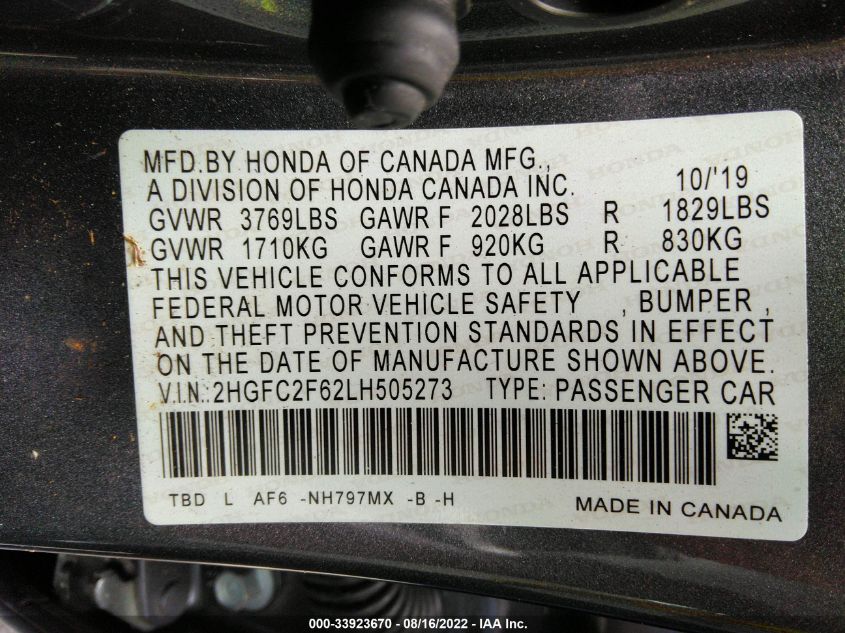 MFD.BY HONDA OF CANADA MFG.,
A DIVISION OF HONDA CANADA INC. 10/'19
GVWR 3769LBS GAWR F 2028LBS R 1829LBS
GVWR 1710KG GAWR F 920KG R 830KG
THIS VEHICLE CONFORMS TO ALL APPLICABLE
FEDERAL MOTOR VEHICLE SAFETY , BUMPER ,
AND THEFT PREVENTION STANDARDS IN EFFECT
ON THE DATE OF MANUFACTURE SHOWN ABOVE.
V.I.N.: 2HGFC2F62LH505273 TYPE: PASSENGER CAR
TBD L AF6 -NH797MX -B -H MADE IN CANADA
000-33923670 - 08/16/2022 - IAA Inc.